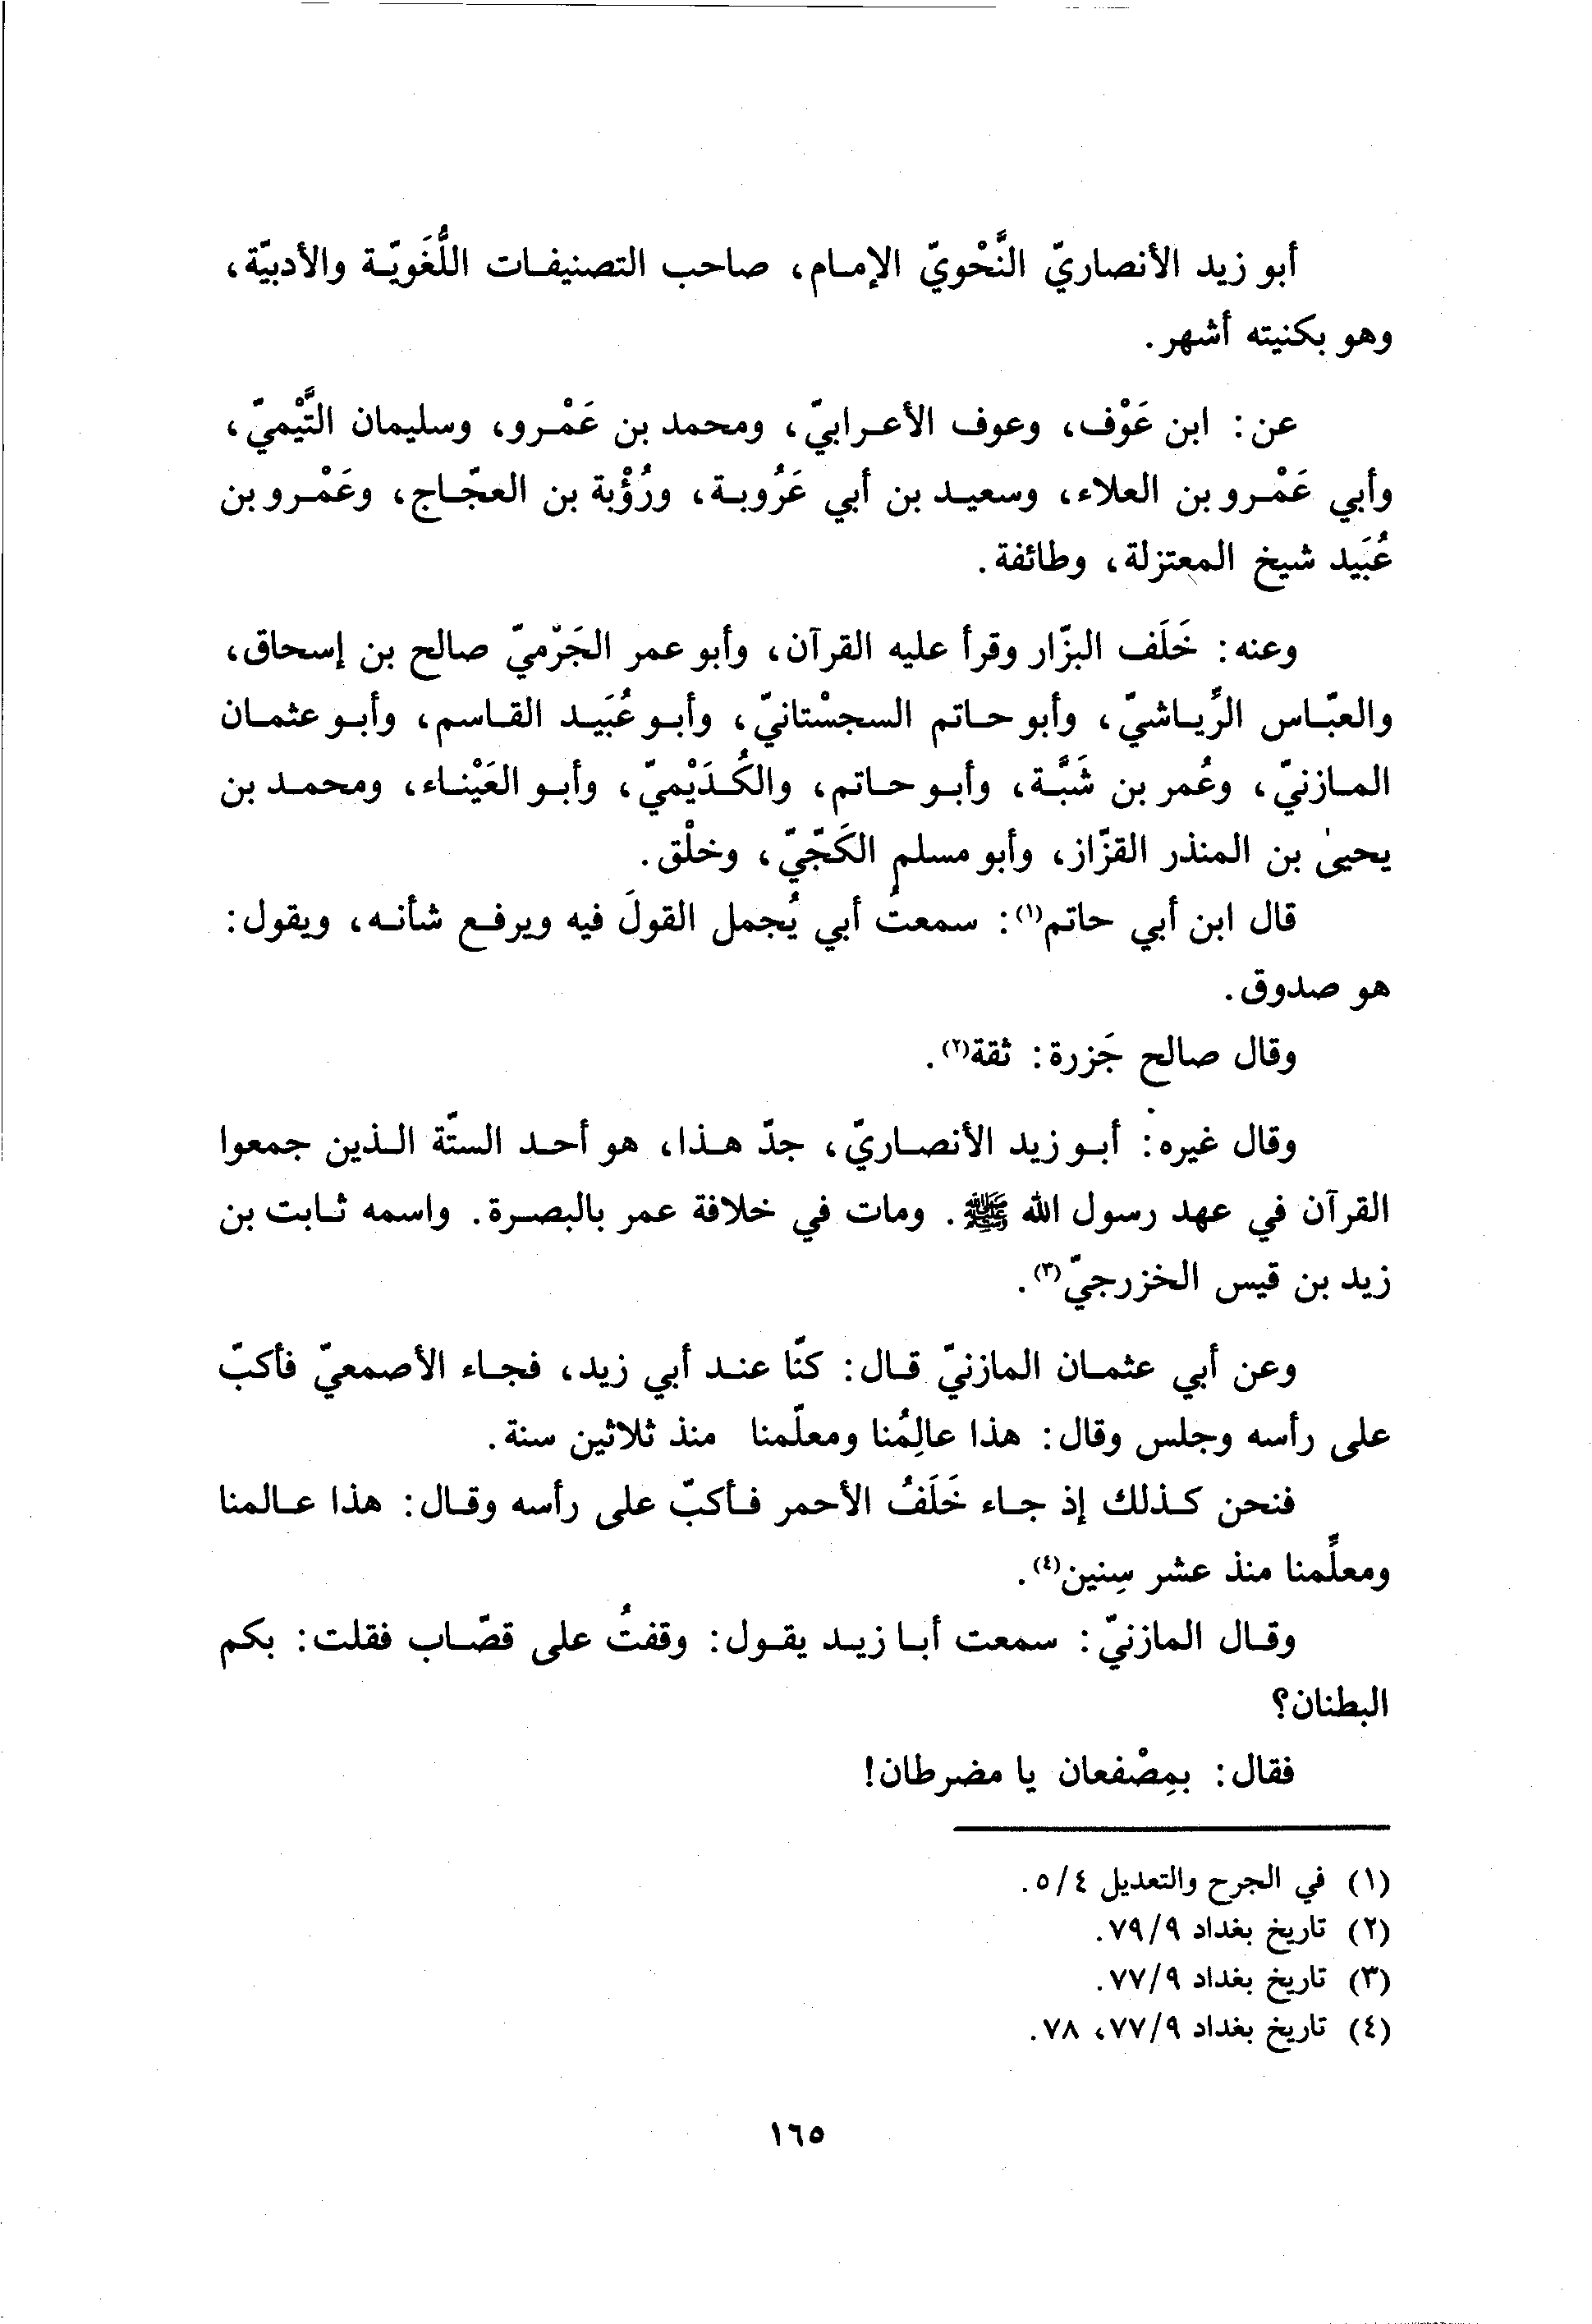 أبو زيد الأنصاريّ النَّحْويّ الإمام، صاحب التصنيفات اللُّغَويّة والأدبيّة،
وهو بكنيته أشهر.
عن: ابن عَوْف، وعوف الأعرابيّ، ومحمد بن عَمْرو، وسليمان التَّيْميّ،
وأبي عَمْرو بن العلاء، وسعيد بن أبي عَرُوبة، ورُؤْبة بن العجّاج، وعَمْرو بن
عُبَيد شيخ المعتزلة، وطائفة.
وعنه: خَلَف البزّار وقرأ عليه القرآن، وأبو عمر الجَرْميّ صالح بن إسحاق،
والعبّاس الرِّياشيّ، وأبو حاتم السجسْتانيّ، وأبو عُبَيد القاسم، وأبو عثمان
المازنيّ، وعُمر بن شَبَّة، وأبو حاتم، والكُدَيْميّ، وأبو العَيْناء، ومحمد بن
يحيىٰ بن المنذر القزّاز، وأبو مسلم الكَجّيّ، وخلْق.
قال ابن أبي حاتم(١): سمعتُ أبي يُجمل القولَ فيه ويرفع شأنه، ويقول:
هو صدوق.
وقال صالح جَزرة: ثقة(٢).
وقال غيره: أبو زيد الأنصاريّ، جدّ هذا، هو أحد الستّة الذين جمعوا
القرآن في عهد رسول الله ﷺ. ومات في خلافة عمر بالبصرة. واسمه ثابت بن
زيد بن قيس الخزرجيّ(٣).
وعن أبي عثمان المازنيّ قال: كنّا عند أبي زيد، فجاء الأصمعيّ فأكبّ
على رأسه وجلس وقال: هذا عالِمُنا ومعلّمنا منذ ثلاثين سنة.
فنحن كذلك إذ جاء خَلَفُ الأحمر فأكبّ على رأسه وقال: هذا عالمنا
ومعلِّمنا منذ عشر سِنين(٤).
وقال المازنيّ: سمعت أبا زيد يقول: وقفتُ على قصّاب فقلت: بكم
البطنان؟
فقال: بمِصْفعان يا مضرطان!
(١) في الجرح والتعديل ٤/٥.
(٢) تاريخ بغداد ٧٩/٩.
(٣) تاريخ بغداد ٧٧/٩.
(٤) تاريخ بغداد ٧٧/٩، ٧٨.
١٦٥